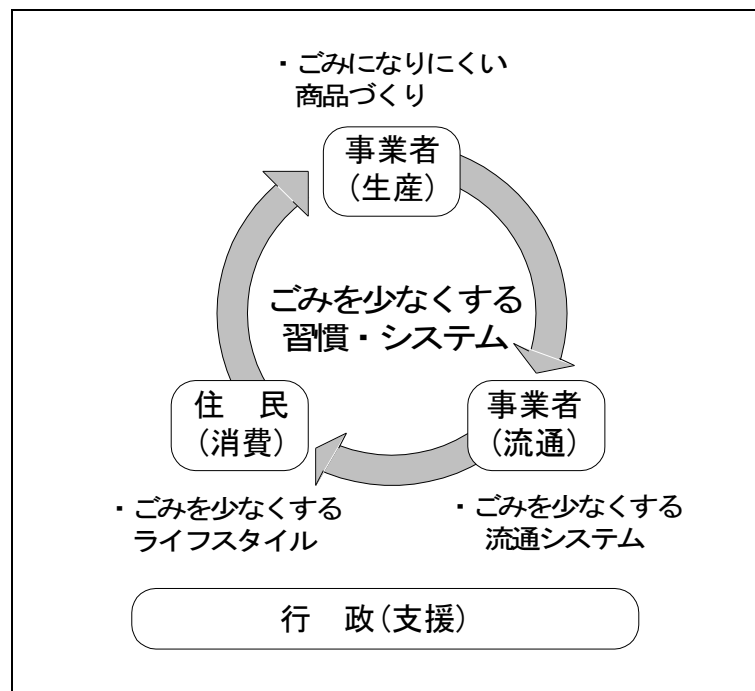 ・ごみになりにくい
商品づくり
事業者
(生産)
ごみを少なくする
習慣・システム
住　民
(消費)
事業者
(流通)
・ごみを少なくする
ライフスタイル
・ごみを少なくする
流通システム
行　政(支援)